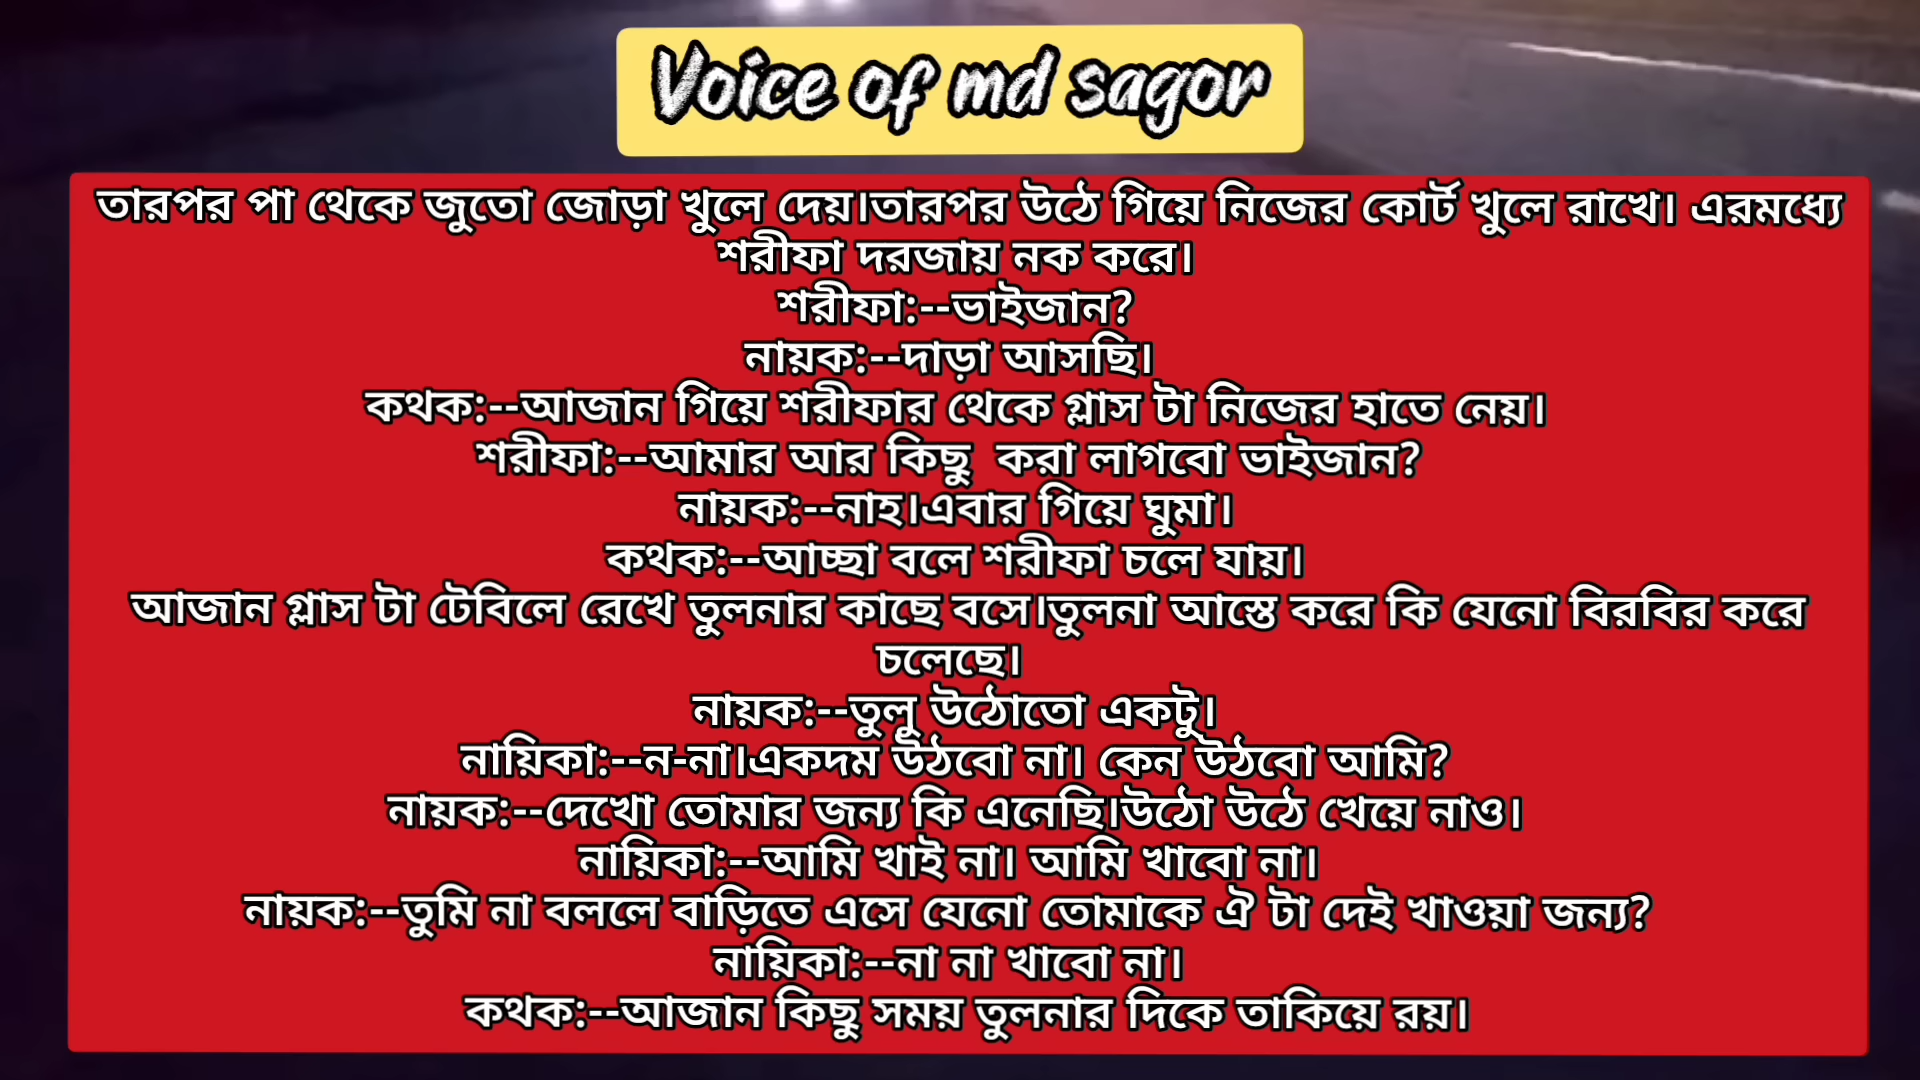 Voice of md sagor
তারপর পা থেকে জুতো জোড়া খুলে দেয়।তারপর উঠে গিয়ে নিজের কোর্ট খুলে রাখে। এরমধ্যে
শরীফা দরজায় নক করে।
শরীফা:--ভাইজান?
নায়ক:--দাড়া আসছি।
কথক:--আজান গিয়ে শরীফার থেকে গ্লাস টা নিজের হাতে নেয়।
শরীফা:--আমার আর কিছু  করা লাগবো ভাইজান?
নায়ক:--নাহ।এবার গিয়ে ঘুমা।
কথক:--আচ্ছা বলে শরীফা চলে যায়।
আজান গ্লাস টা টেবিলে রেখে তুলনার কাছে বসে।তুলনা আস্তে করে কি যেনো বিরবির করে
চলেছে।
নায়ক:--তুলু উঠোতো একটু।
নায়িকা:--ন-না।একদম উঠবো না। কেন উঠবো আমি?
নায়ক:--দেখো তোমার জন্য কি এনেছি।উঠো উঠে খেয়ে নাও।
নায়িকা:--আমি খাই না। আমি খাবো না।
নায়ক:--তুমি না বললে বাড়িতে এসে যেনো তোমাকে ঐ টা দেই খাওয়া জন্য?
নায়িকা:--না না খাবো না।
কথক:--আজান কিছু সময় তুলনার দিকে তাকিয়ে রয়।